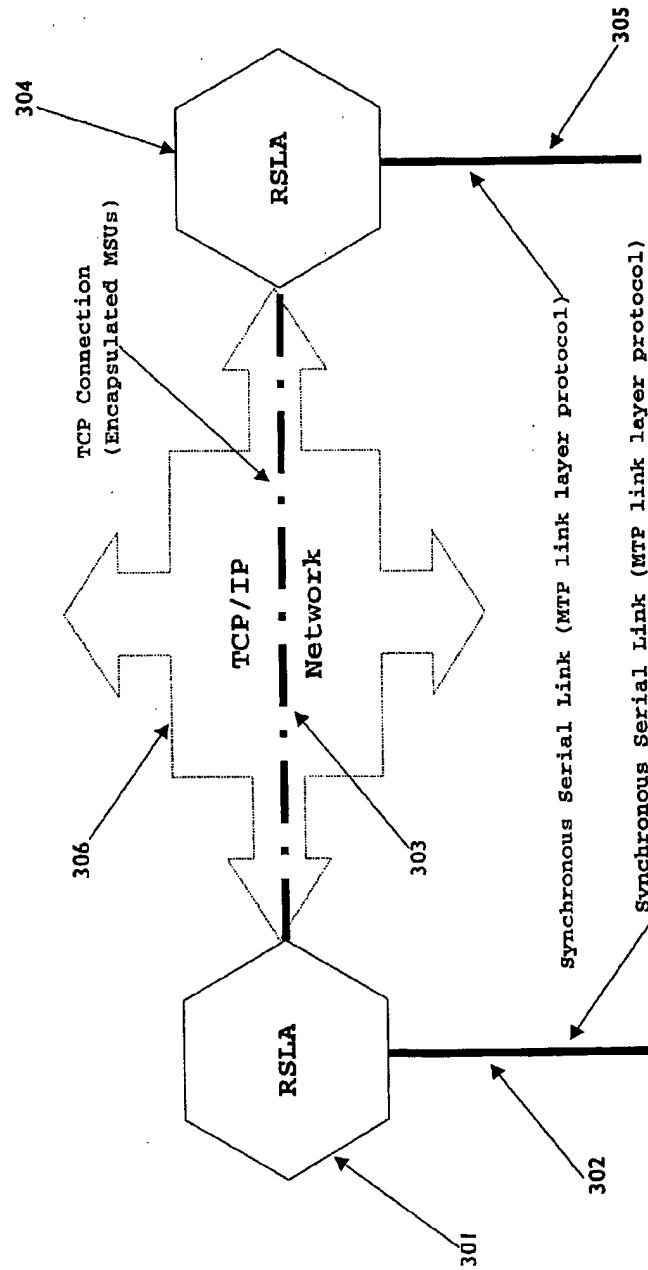 304
RSLA
305
TCP Connection
(Encapsulated MSUs)
306
TCP/IP
Network
303
Synchronous Serial Link (MTP link layer protocol)
Synchronous Serial Link (MTP link layer protocol)
RSLA
301
302